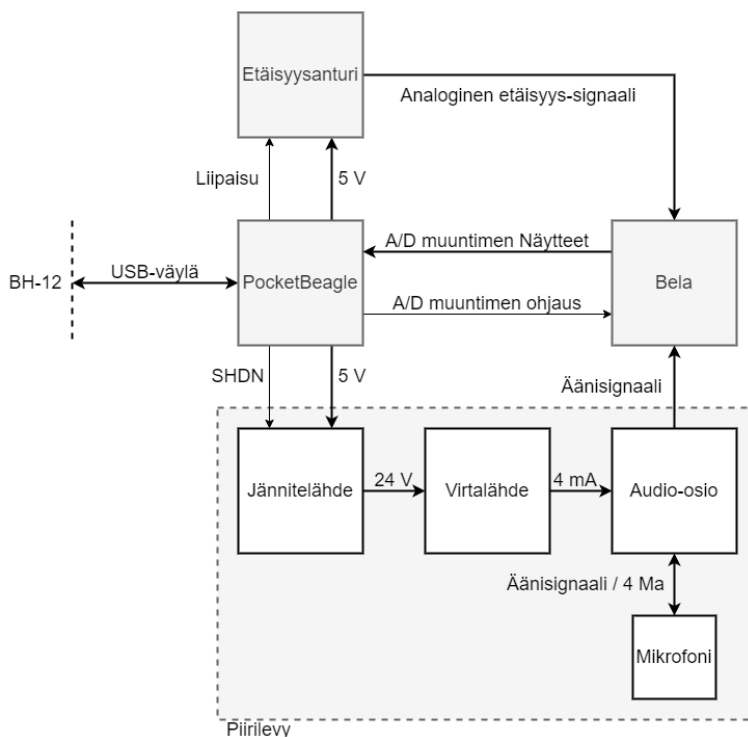 Etäisyysanturi
Analoginen etäisyys-signaali
Liipaisu
5 V
BH-12
USB-väylä
PocketBeagle
A/D muuntimen Näytteet
A/D muuntimen ohjaus
Bela
SHDN
5 V
Äänisignaali
Jännitelähde
24 V
Virtalähde
4 mA
Audio-osio
Äänisignaali / 4 Ma
Mikrofoni
Piirilevy